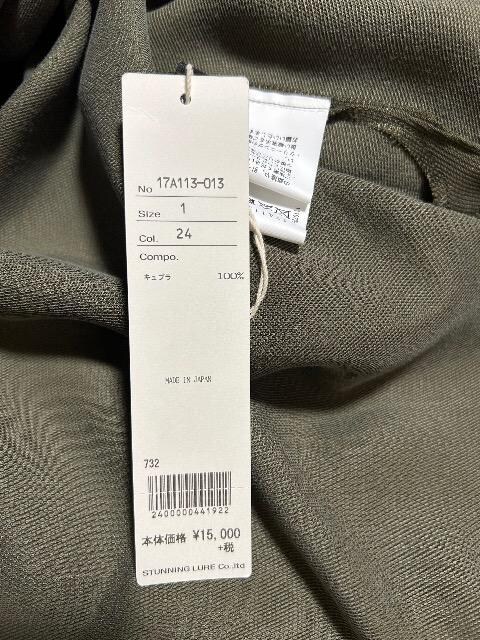 No 17A113-013
Size 1
Col. 24
Compo.
キュプラ 100%
MADE IN JAPAN
732
2400000441922
本体価格 ¥15,000
+税
STUNNING LURE Co.,ltd